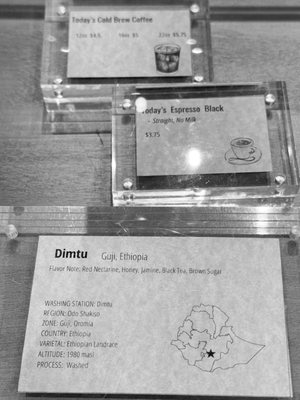 Today's Cold Brew Coffee
12oz $4.5 16oz $5 22oz $5.75
Today's Espresso Black
- Straight, No Milk
$3.75
Dimtu Guji, Ethiopia
Flavor Note: Red Nectarine, Honey, Jamine, Black Tea, Brown Sugar
WASHING STATION: Dimtu
REGION: Odo Shakiso
ZONE: Guji, Oromia
COUNTRY: Ethiopia
VARIETAL: Ethiopian Landrace
ALTITUDE: 1980 masl
PROCESS: Washed